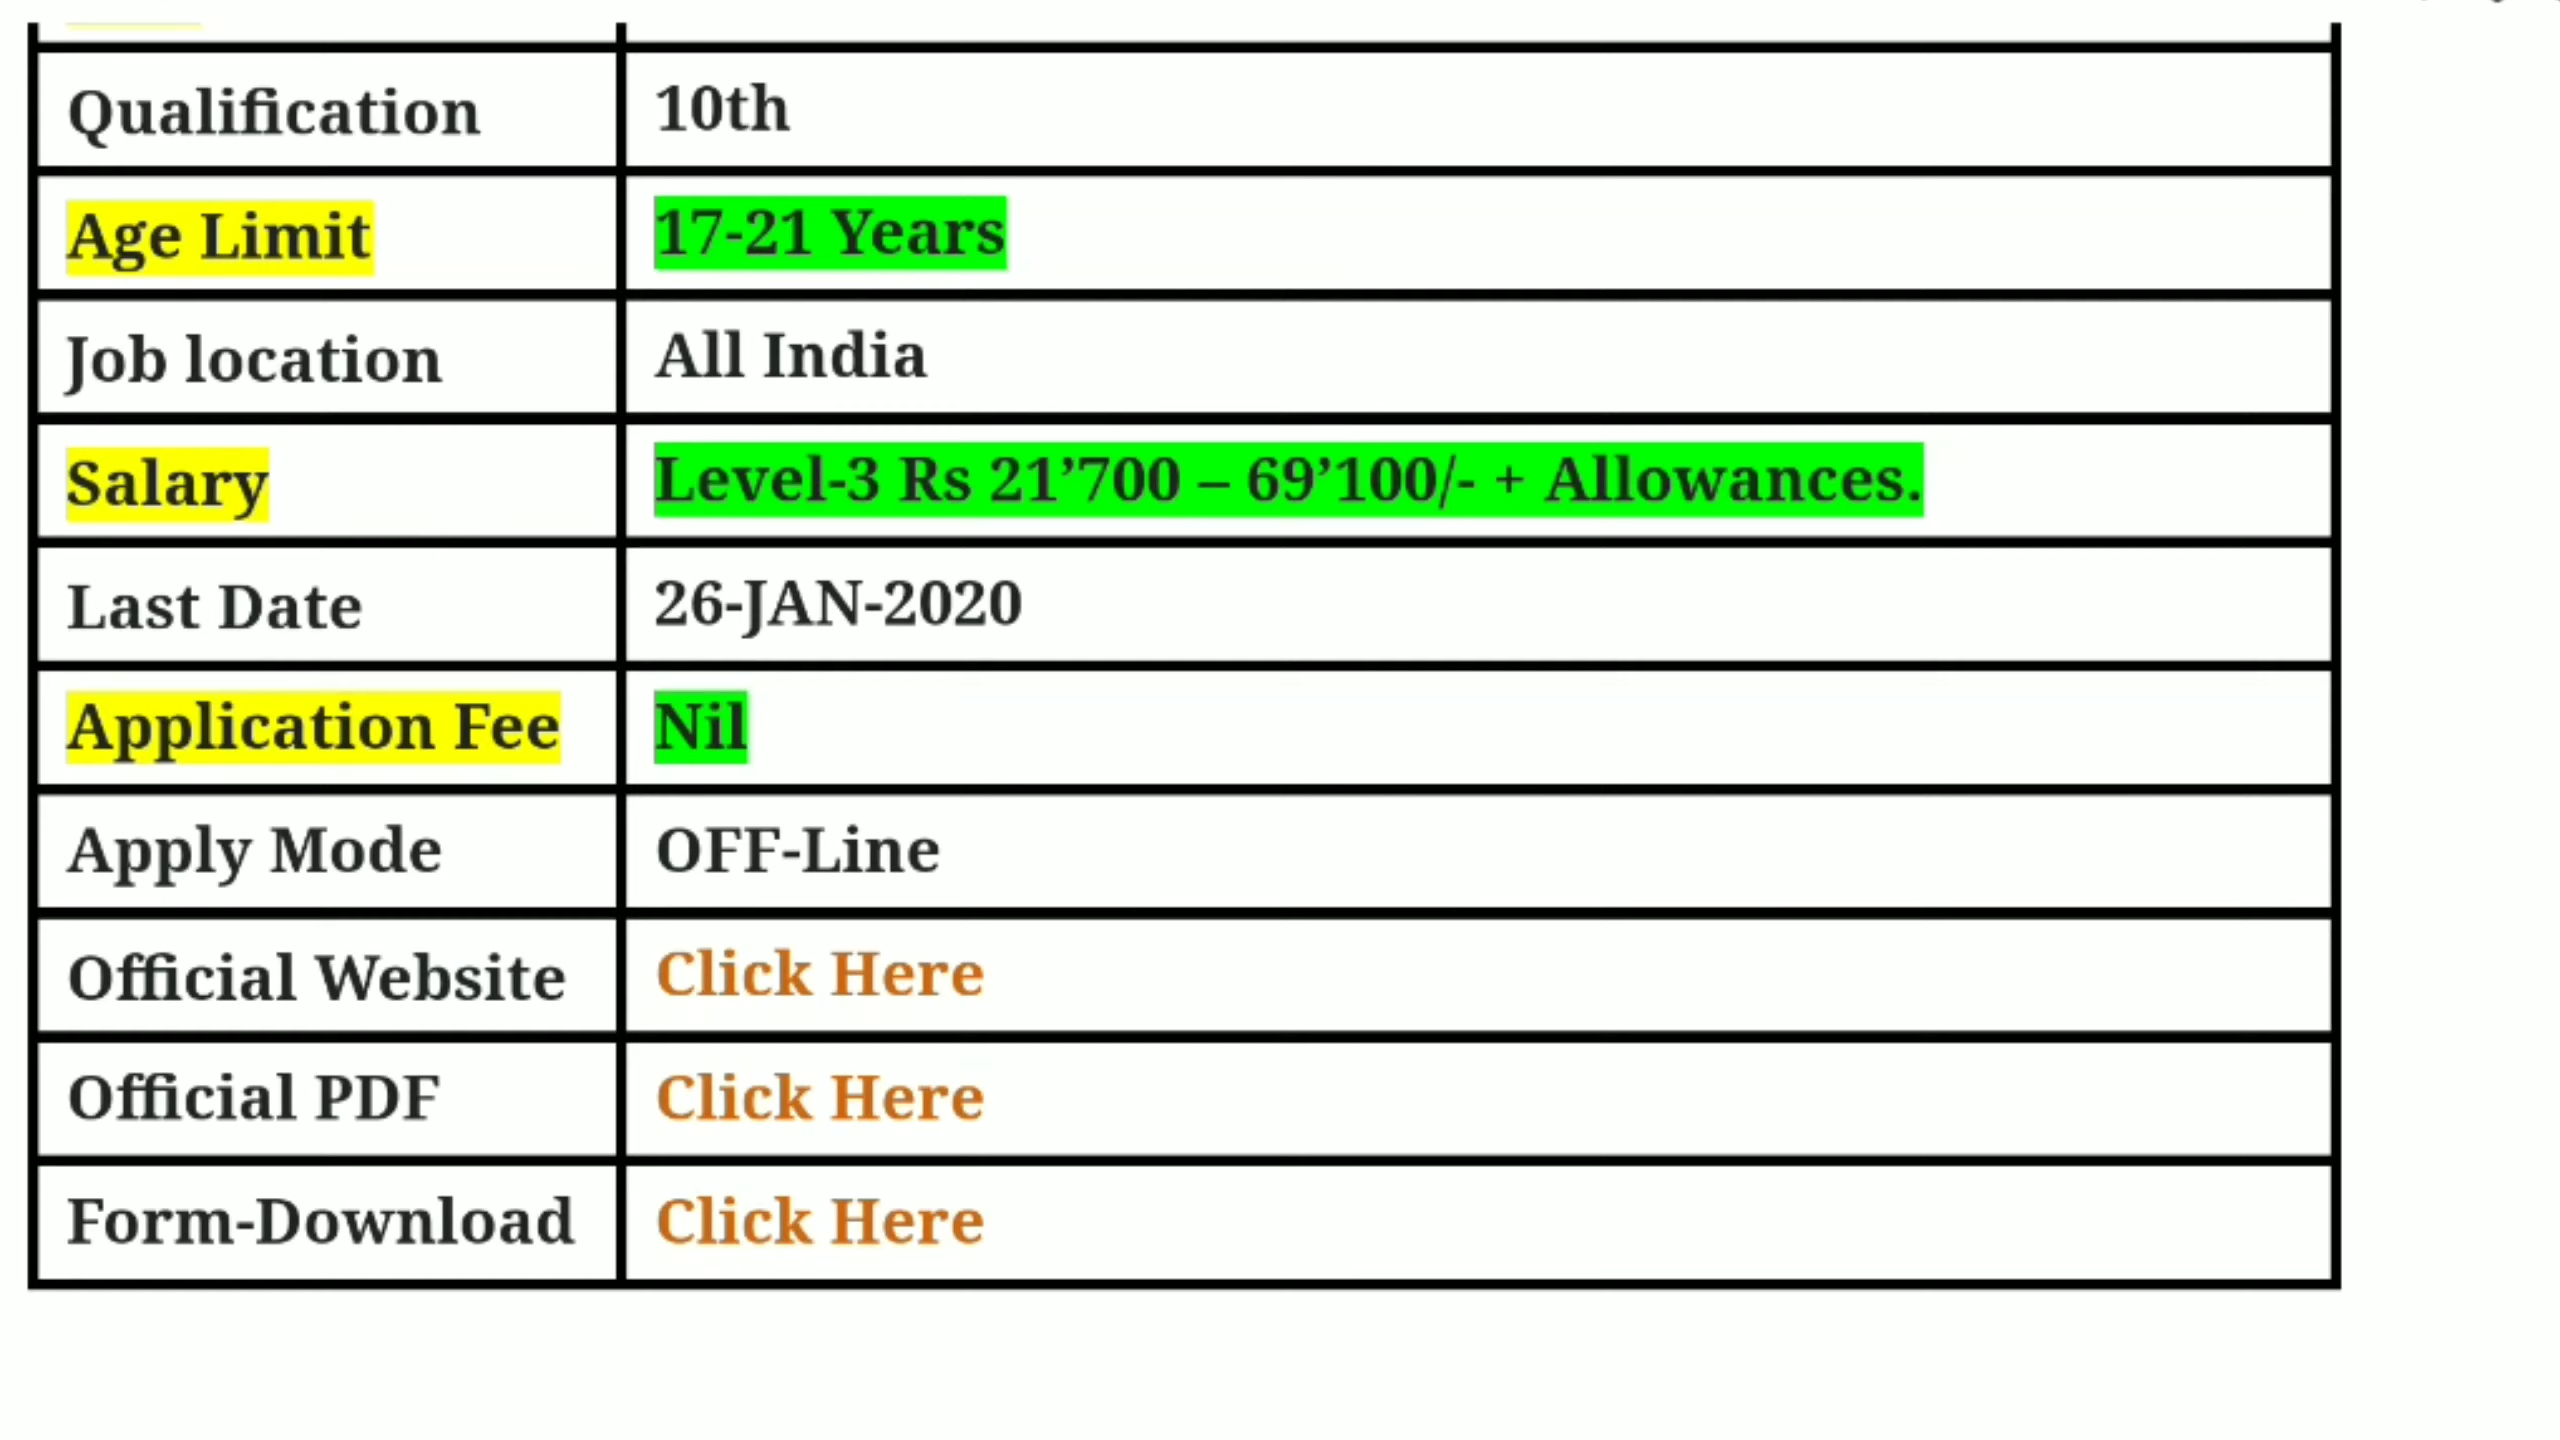 Qualification 10th
Age Limit 17-21 Years
Job location All India
Salary Level-3 Rs 21’700 – 69’100/- + Allowances.
Last Date 26-JAN-2020
Application Fee Nil
Apply Mode OFF-Line
Official Website Click Here
Official PDF Click Here
Form-Download Click Here